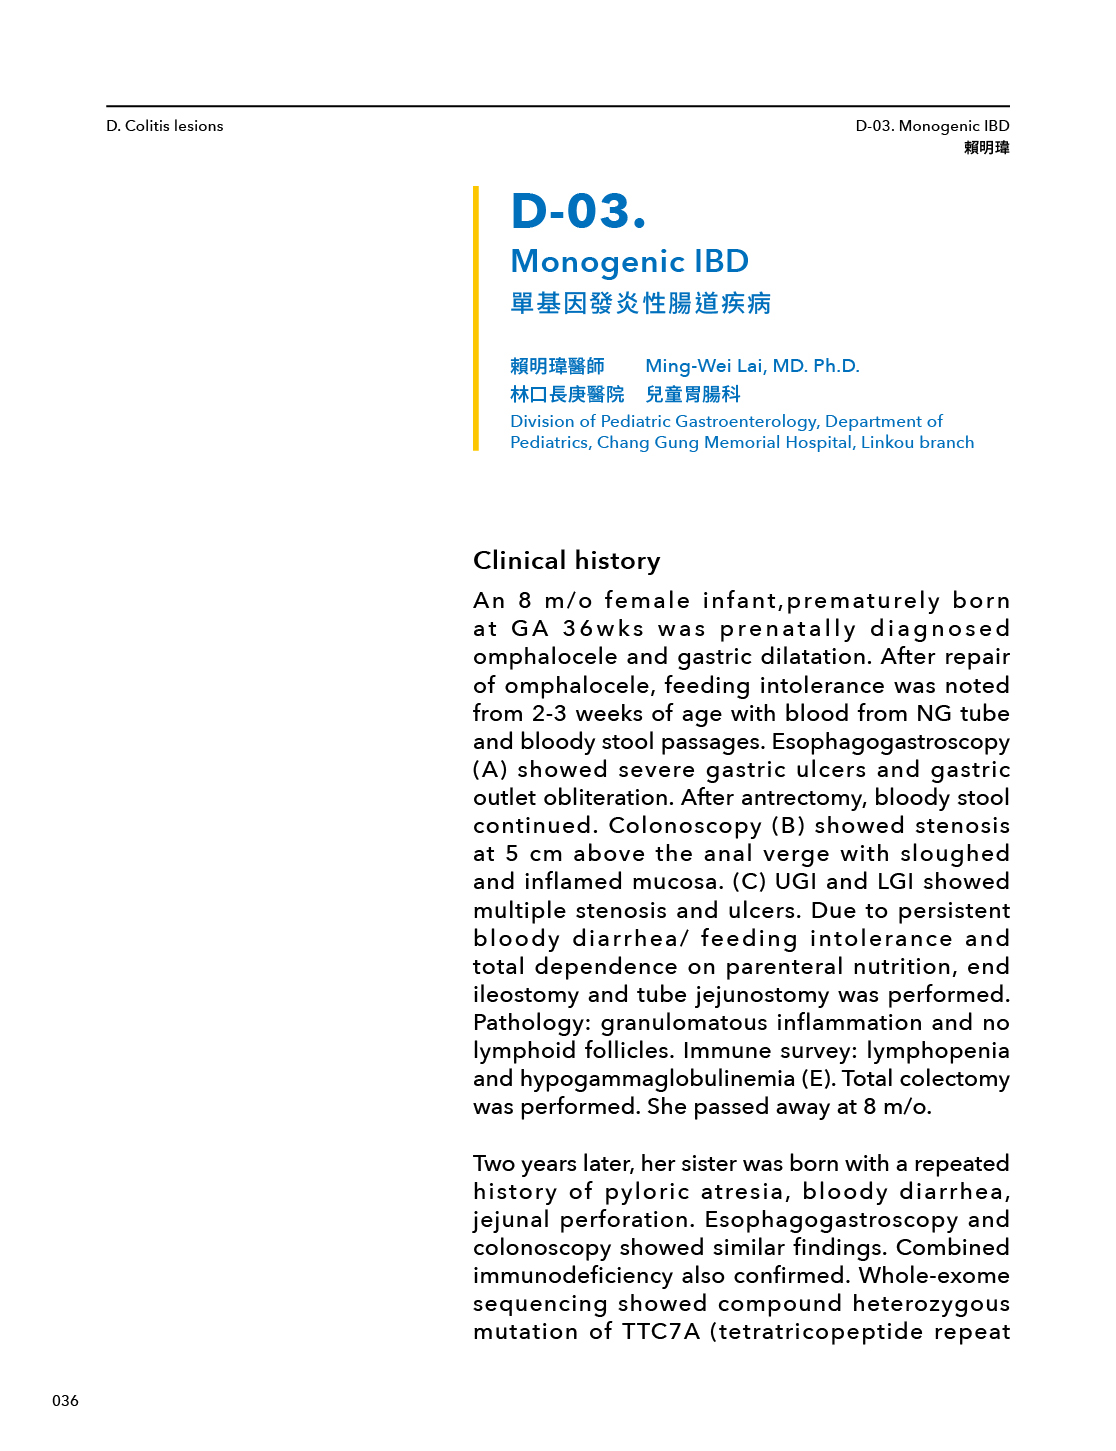 D. Colitis lesions
D-03. Monogenic IBD
賴明瑋
D-03.
Monogenic IBD
單基因發炎性腸道疾病
賴明瑋醫師 Ming-Wei Lai, MD. Ph.D.
林口長庚醫院 兒童胃腸科
Division of Pediatric Gastroenterology, Department of
Pediatrics, Chang Gung Memorial Hospital, Linkou branch
Clinical history
An 8 m/o female infant,prematurely born
at GA 36wks was prenatally diagnosed
omphalocele and gastric dilatation. After repair
of omphalocele, feeding intolerance was noted
from 2-3 weeks of age with blood from NG tube
and bloody stool passages. Esophagogastroscopy
(A) showed severe gastric ulcers and gastric
outlet obliteration. After antrectomy, bloody stool
continued. Colonoscopy (B) showed stenosis
at 5 cm above the anal verge with sloughed
and inflamed mucosa. (C) UGI and LGI showed
multiple stenosis and ulcers. Due to persistent
bloody diarrhea/ feeding intolerance and
total dependence on parenteral nutrition, end
ileostomy and tube jejunostomy was performed.
Pathology: granulomatous inflammation and no
lymphoid follicles. Immune survey: lymphopenia
and hypogammaglobulinemia (E). Total colectomy
was performed. She passed away at 8 m/o.
Two years later, her sister was born with a repeated
history of pyloric atresia, bloody diarrhea,
jejunal perforation. Esophagogastroscopy and
colonoscopy showed similar findings. Combined
immunodeficiency also confirmed. Whole-exome
sequencing showed compound heterozygous
mutation of TTC7A (tetratricopeptide repeat
036